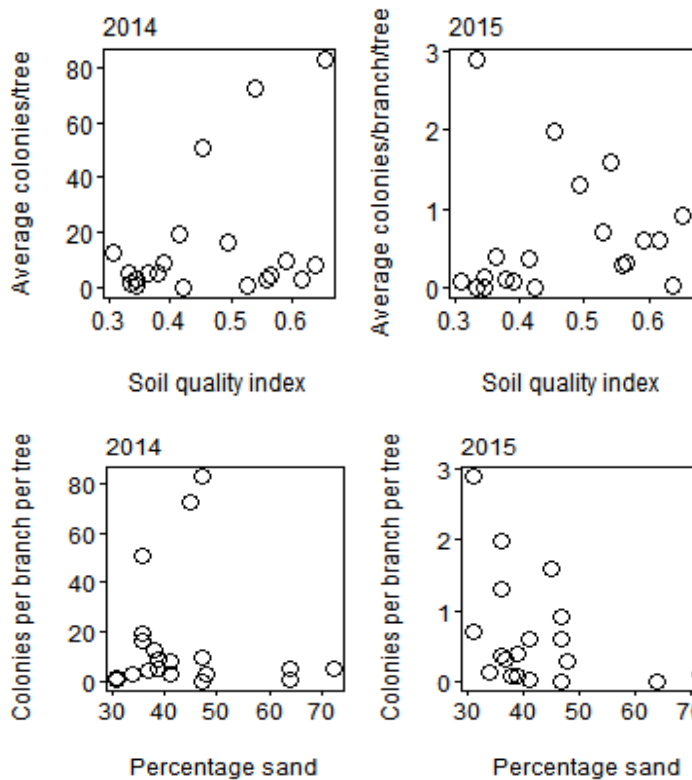 2014
Average colonies/tree
80
60
40
20
0
0.3 0.4 0.5 0.6
Soil quality index
2015
Average colonies/branch/tree
3
2
1
0
0.3 0.4 0.5 0.6
Soil quality index
2014
Colonies per branch per tree
80
60
40
20
0
30 40 50 60 70
Percentage sand
2015
Colonies per branch per tree
3
2
1
0
30 40 50 60
Percentage sand